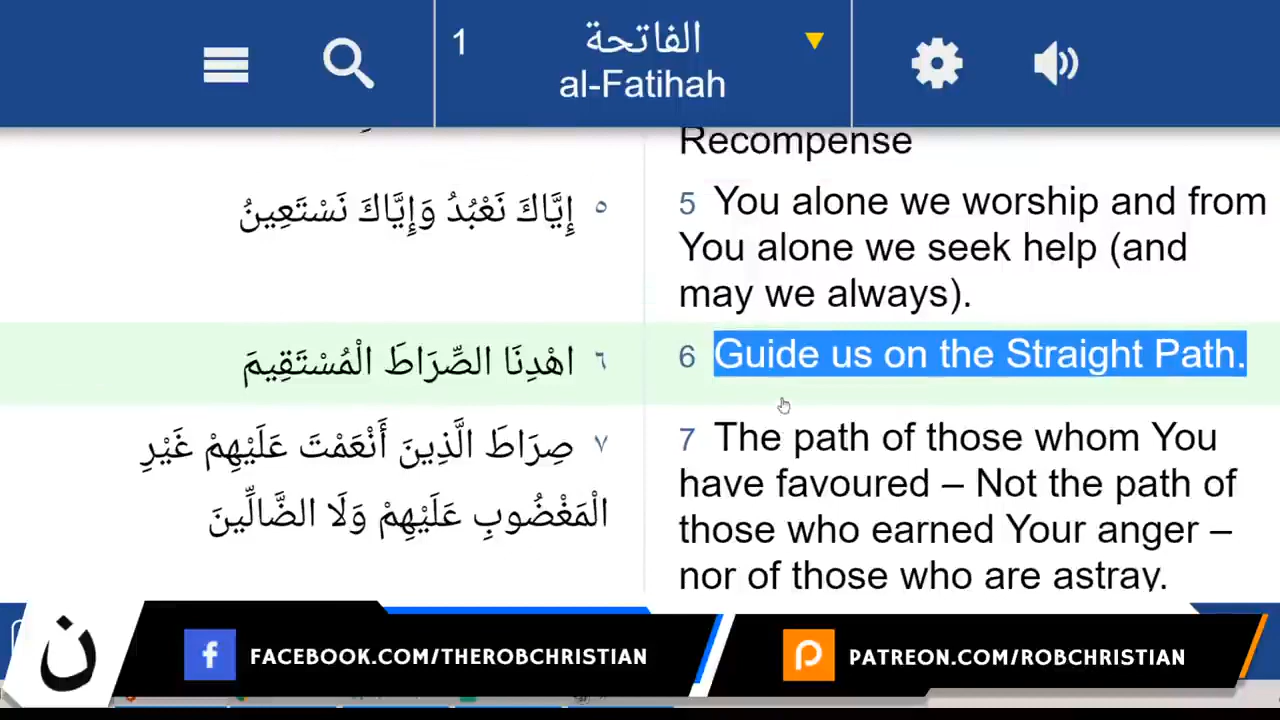 1
الفاتحة
al-Fatihah
Recompense
٥ إِيَّاكَ نَعْبُدُ وَإِيَّاكَ نَسْتَعِينُ
5 You alone we worship and from
You alone we seek help (and
may we always).
٦ اهْدِنَا الصِّرَاطَ الْمُسْتَقِيمَ
6 Guide us on the Straight Path.
٧ صِرَاطَ الَّذِينَ أَنْعَمْتَ عَلَيْهِمْ غَيْرِ
الْمَغْضُوبِ عَلَيْهِمْ وَلَا الضَّالِّينَ
7 The path of those whom You
have favoured – Not the path of
those who earned Your anger –
nor of those who are astray.
ن
f FACEBOOK.COM/THEROBCHRISTIAN
PATREON.COM/ROBCHRISTIAN